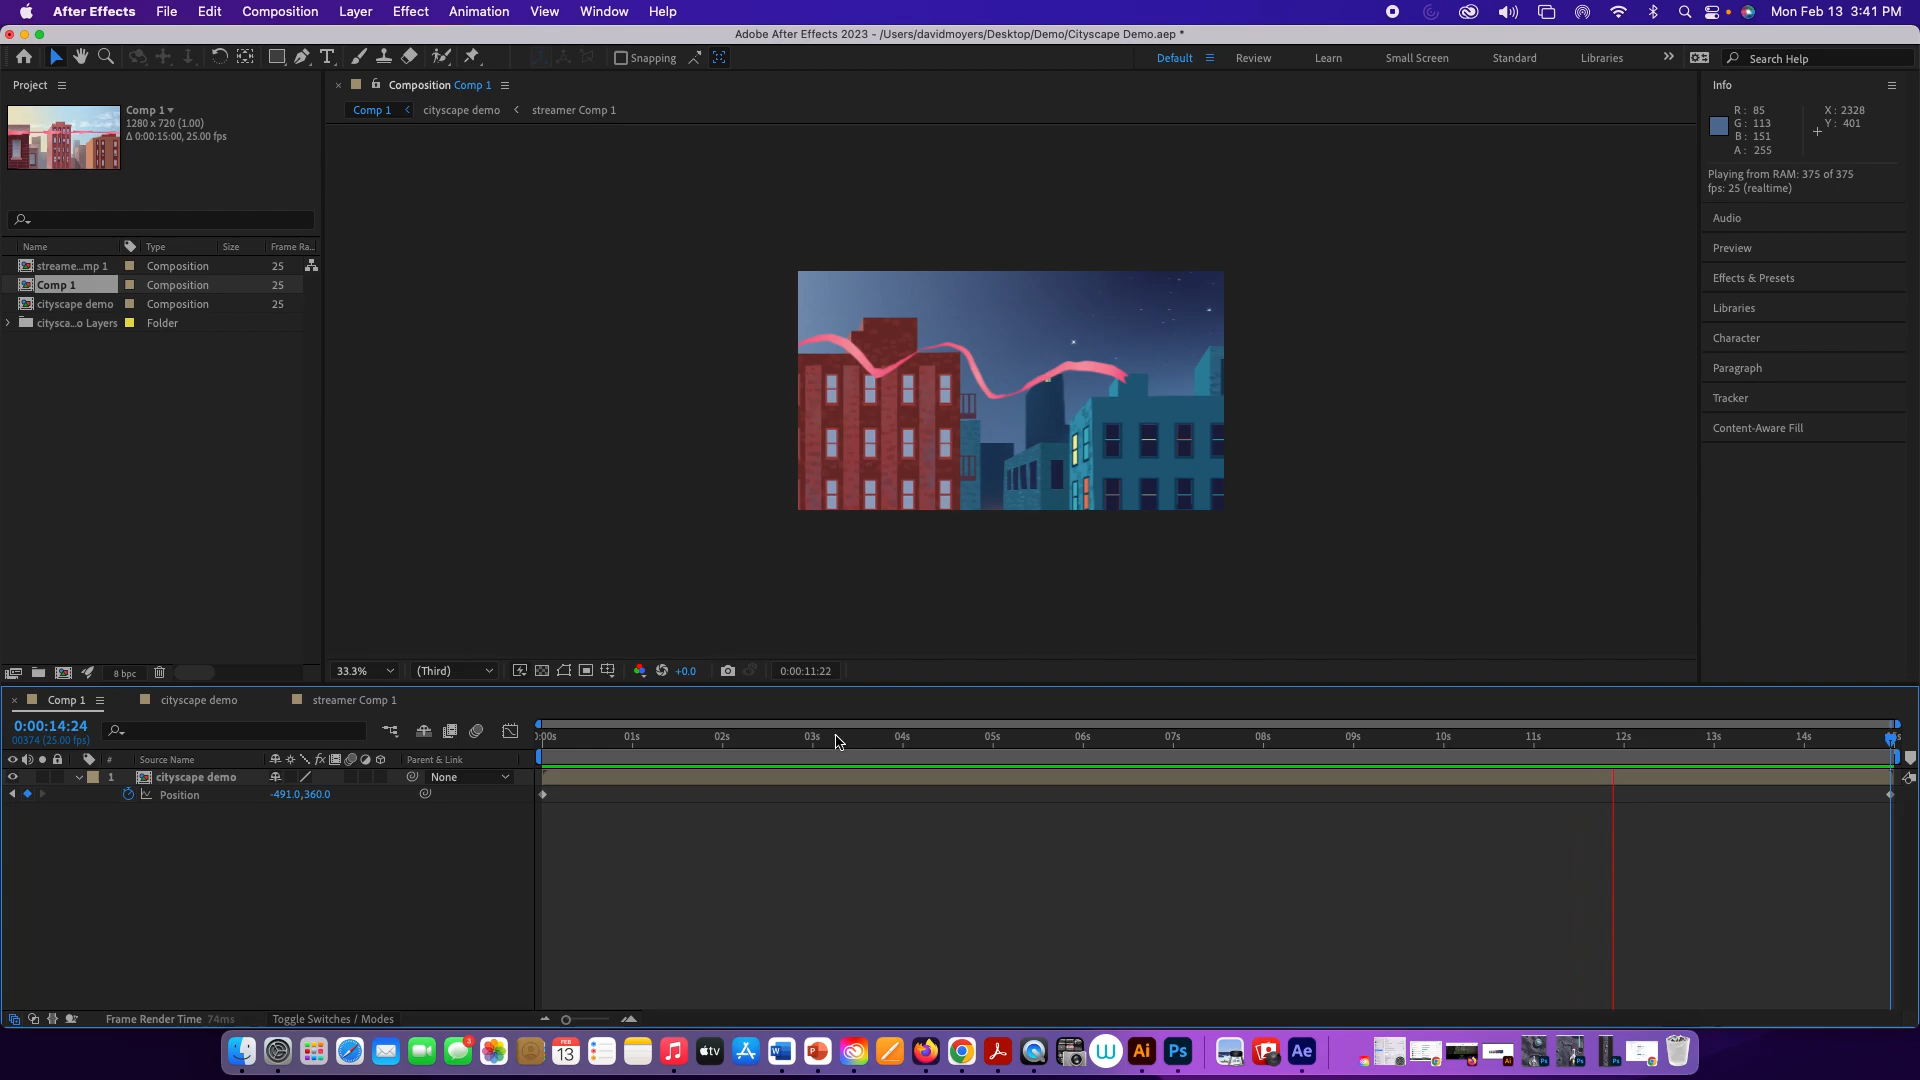 After Effects File Edit Composition Layer Effect Animation View Window Help Mon Feb 13 3:41 PM
Adobe After Effects 2023 - /Users/davidmoyers/Desktop/Demo/Cityscape Demo.aep *
Snapping Default Review Learn Small Screen Standard Libraries Search Help
Project
Composition Comp 1
Info
Comp 1
1280 x 720 (1.00)
Δ 0:00:15:00, 25.00 fps
Comp 1 cityscape demo streamer Comp 1
R: 85
G: 113
B: 151
A: 255
X: 2328
Y: 401
Playing from RAM: 375 of 375
fps: 25 (realtime)
Audio
Preview
Effects & Presets
Libraries
Character
Paragraph
Tracker
Content-Aware Fill
Name Type Size Frame Ra...
streame...mp 1 Composition 25
Comp 1 Composition 25
cityscape demo Composition 25
citysca...o Layers Folder
8 bpc
33.3% (Third) +0.0 0:00:11:22
Comp 1 cityscape demo streamer Comp 1
0:00:14:24
00374 (25.00 fps)
:00s 01s 02s 03s 04s 05s 06s 07s 08s 09s 10s 11s 12s 13s 14s
# Source Name Parent & Link
1 cityscape demo None
Position -491.0,360.0
Frame Render Time 74ms Toggle Switches / Modes
3
FEB
13
tv
W
P
W
Ai
Ps
Ae